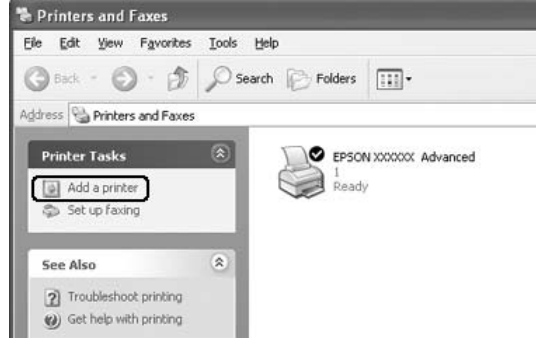 Printers and Faxes
File Edit View Favorites Tools Help
Back Search Folders
Address Printers and Faxes
Printer Tasks
Add a printer
Set up faxing
See Also
Troubleshoot printing
Get help with printing
EPSON XXXXXX Advanced
1
Ready